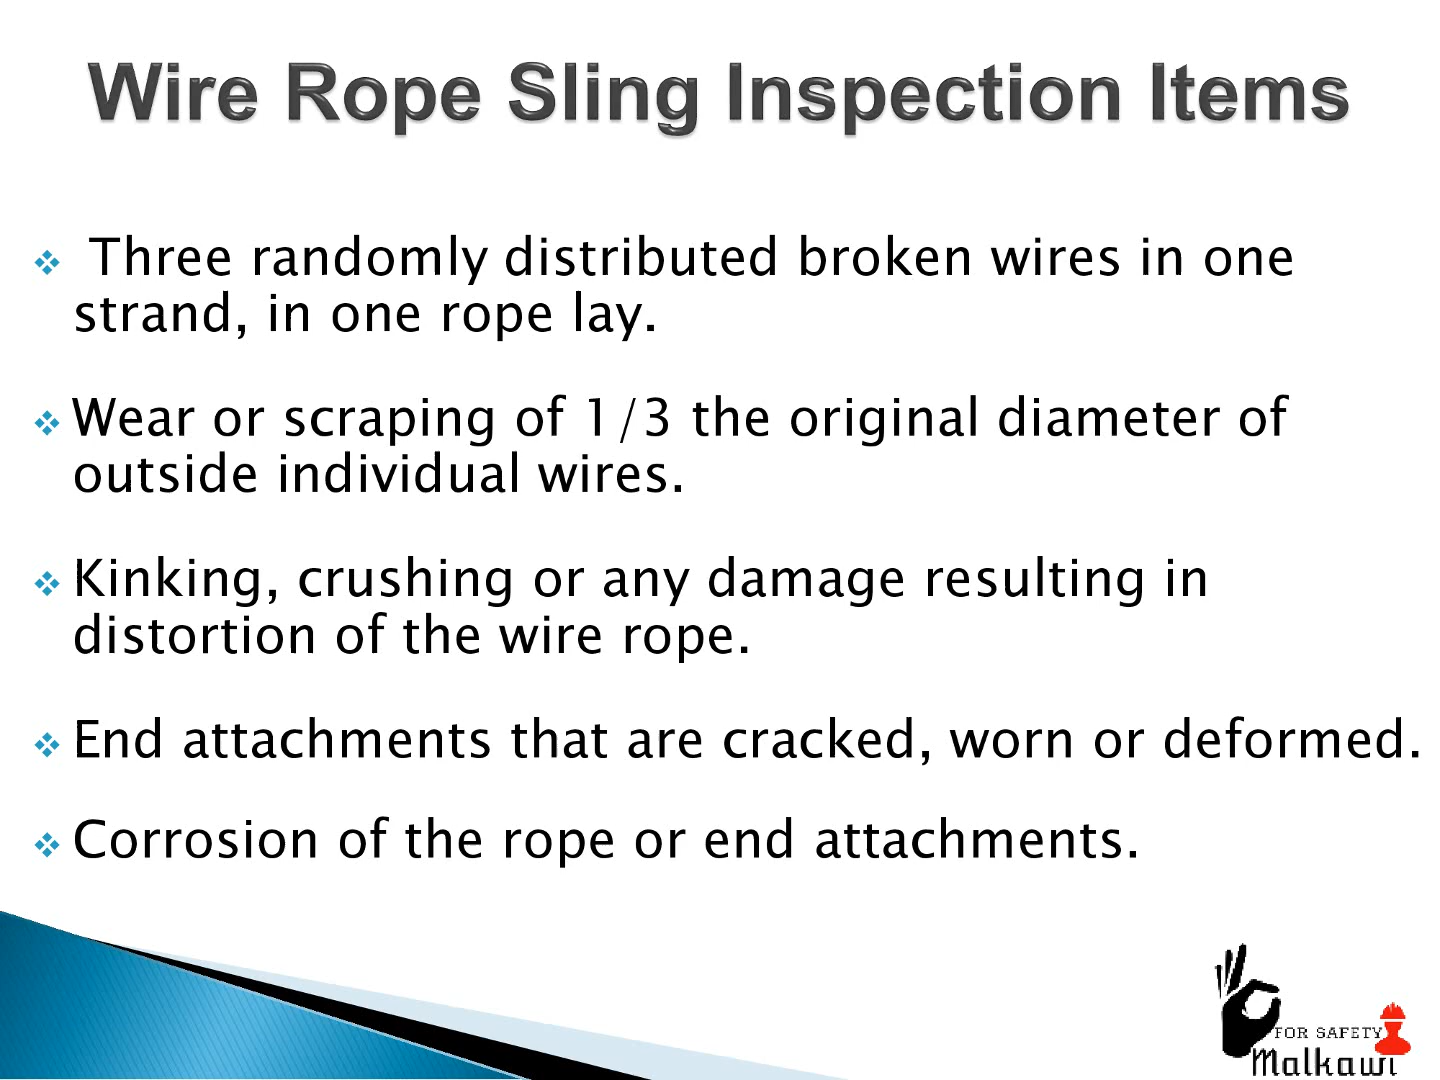 Wire Rope Sling Inspection Items
Three randomly distributed broken wires in one
strand, in one rope lay.
Wear or scraping of 1/3 the original diameter of
outside individual wires.
Kinking, crushing or any damage resulting in
distortion of the wire rope.
End attachments that are cracked, worn or deformed.
Corrosion of the rope or end attachments.
FOR SAFETY
Malkawi